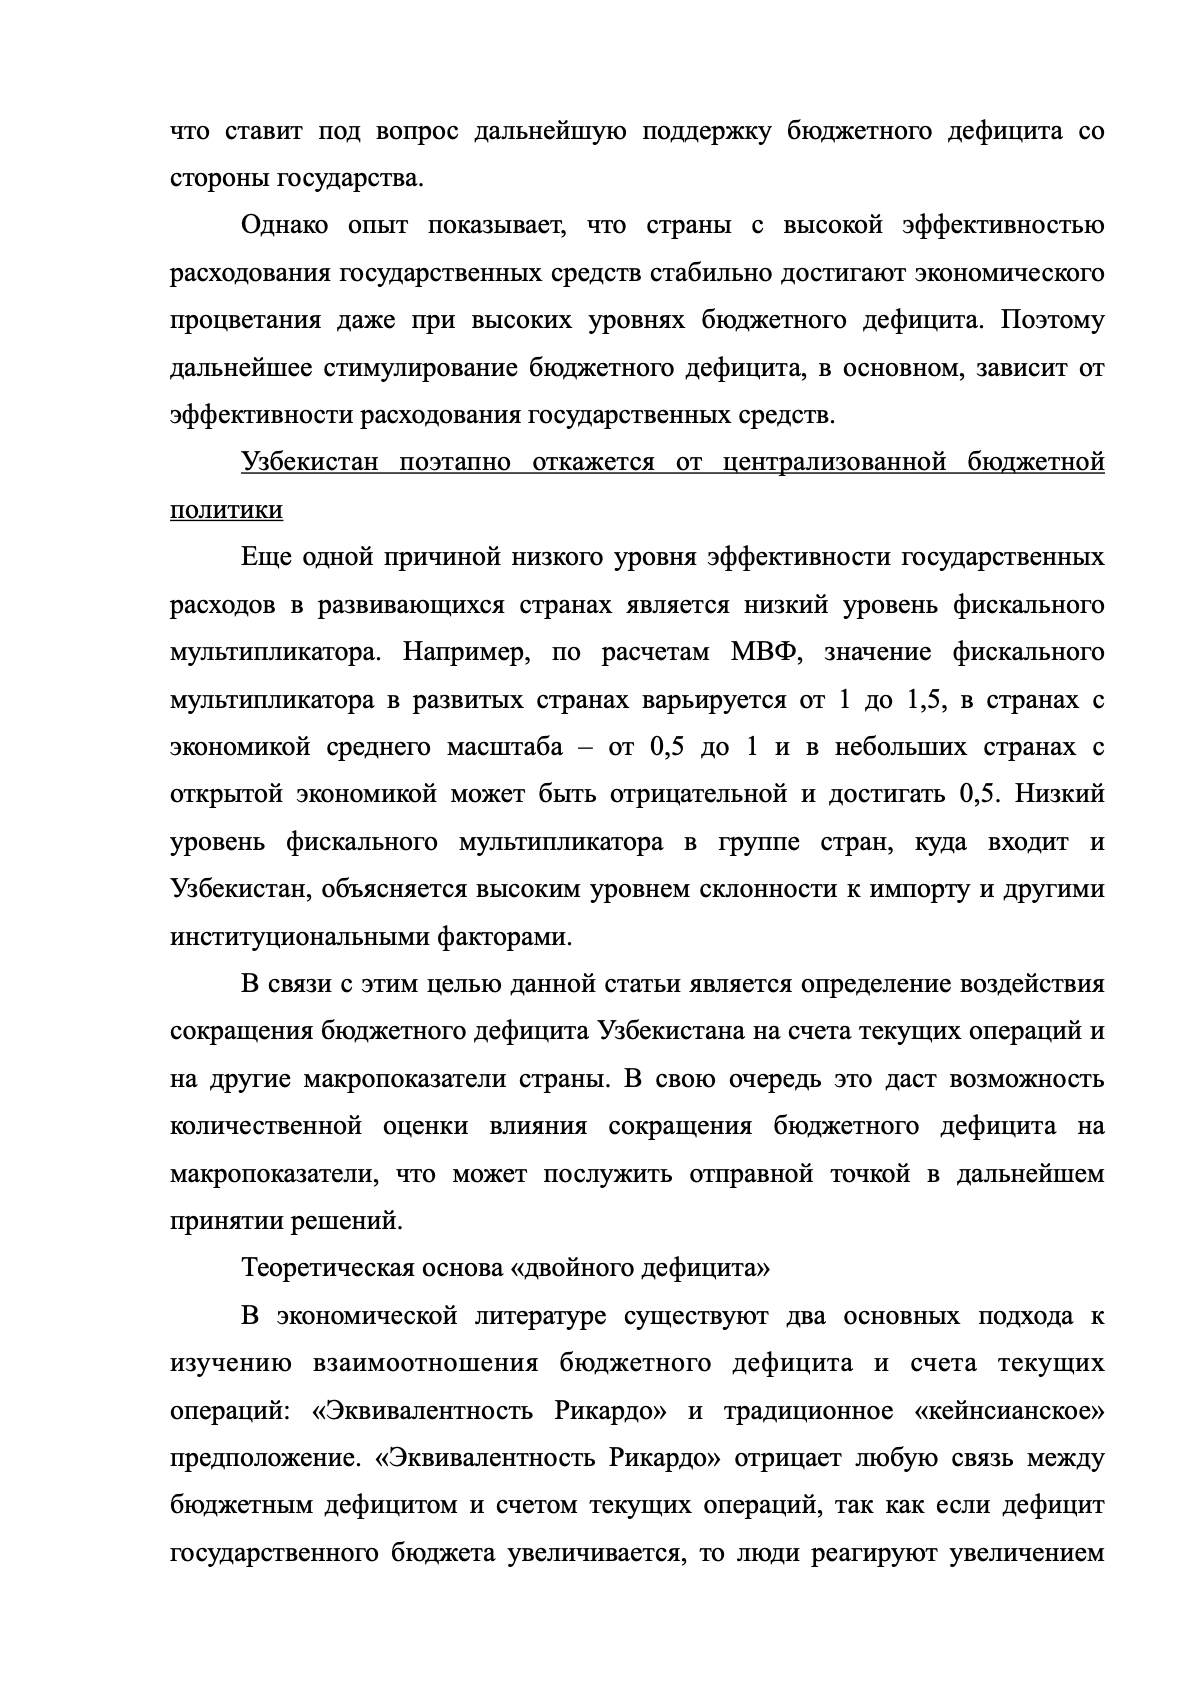 что ставит под вопрос дальнейшую поддержку бюджетного дефицита со
стороны государства.
Однако опыт показывает, что страны с высокой эффективностью
расходования государственных средств стабильно достигают экономического
процветания даже при высоких уровнях бюджетного дефицита. Поэтому
дальнейшее стимулирование бюджетного дефицита, в основном, зависит от
эффективности расходования государственных средств.
Узбекистан поэтапно откажется от централизованной бюджетной
политики
Еще одной причиной низкого уровня эффективности государственных
расходов в развивающихся странах является низкий уровень фискального
мультипликатора. Например, по расчетам МВФ, значение фискального
мультипликатора в развитых странах варьируется от 1 до 1,5, в странах с
экономикой среднего масштаба – от 0,5 до 1 и в небольших странах с
открытой экономикой может быть отрицательной и достигать 0,5. Низкий
уровень фискального мультипликатора в группе стран, куда входит и
Узбекистан, объясняется высоким уровнем склонности к импорту и другими
институциональными факторами.
В связи с этим целью данной статьи является определение воздействия
сокращения бюджетного дефицита Узбекистана на счета текущих операций и
на другие макропоказатели страны. В свою очередь это даст возможность
количественной оценки влияния сокращения бюджетного дефицита на
макропоказатели, что может послужить отправной точкой в дальнейшем
принятии решений.
Теоретическая основа «двойного дефицита»
В экономической литературе существуют два основных подхода к
изучению взаимоотношения бюджетного дефицита и счета текущих
операций: «Эквивалентность Рикардо» и традиционное «кейнсианское»
предположение. «Эквивалентность Рикардо» отрицает любую связь между
бюджетным дефицитом и счетом текущих операций, так как если дефицит
государственного бюджета увеличивается, то люди реагируют увеличением